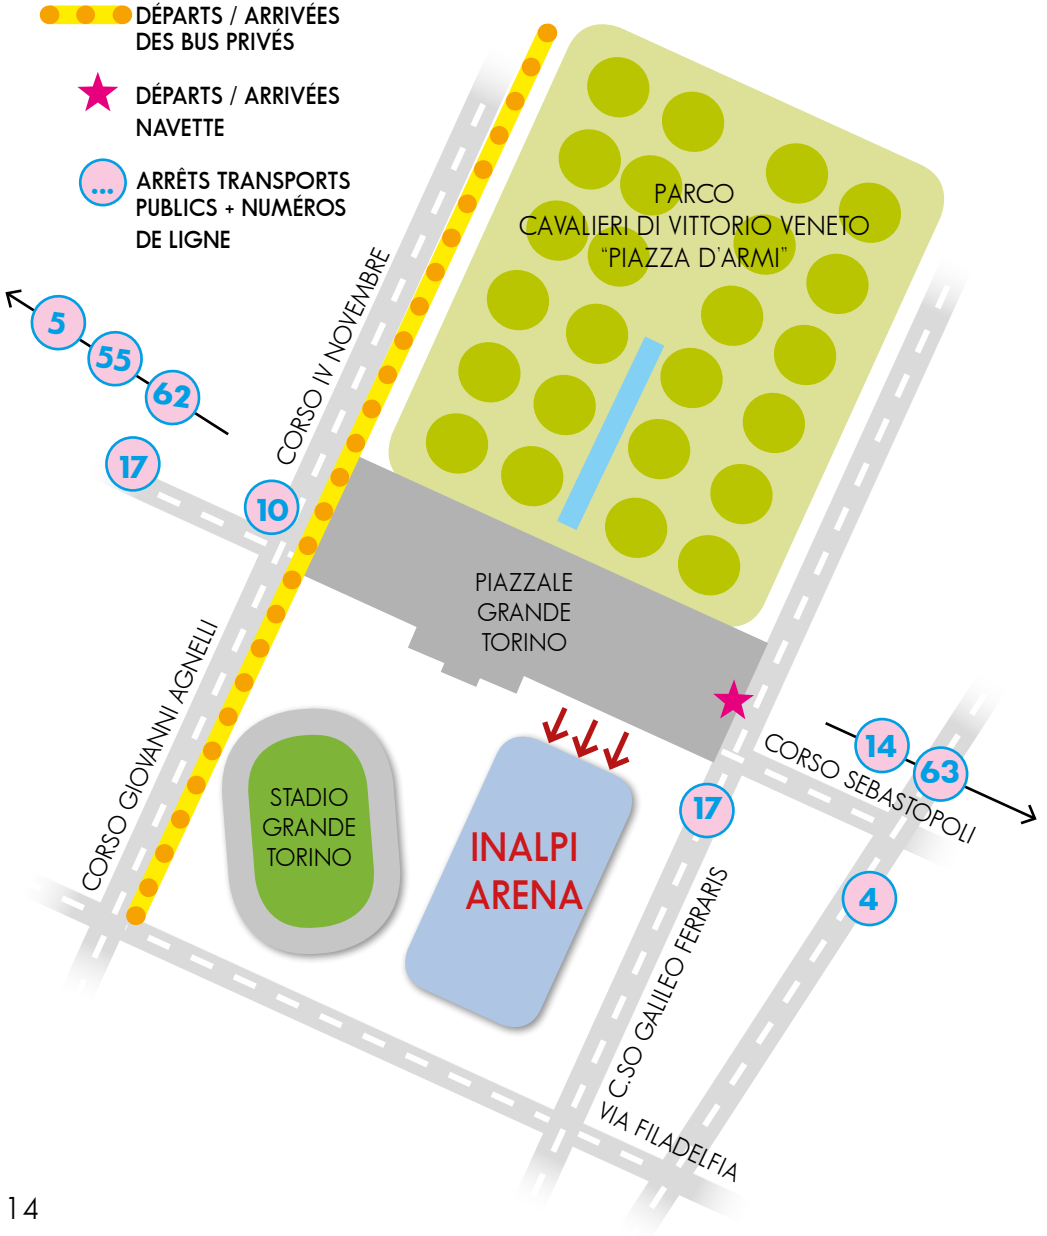 DÉPARTS / ARRIVÉES
DES BUS PRIVÉS
DÉPARTS / ARRIVÉES
NAVETTE
...
ARRÊTS TRANSPORTS
PUBLICS + NUMÉROS
DE LIGNE
PARCO
CAVALIERI DI VITTORIO VENETO
“PIAZZA D'ARMI”
CORSO IV NOVEMBRE
5
55
62
17
10
PIAZZALE
GRANDE
TORINO
CORSO GIOVANNI AGNELLI
STADIO
GRANDE
TORINO
INALPI
ARENA
14
63
CORSO SEBASTOPOLI
17
4
C.SO GALILEO FERRARIS
VIA FILADELFIA
14